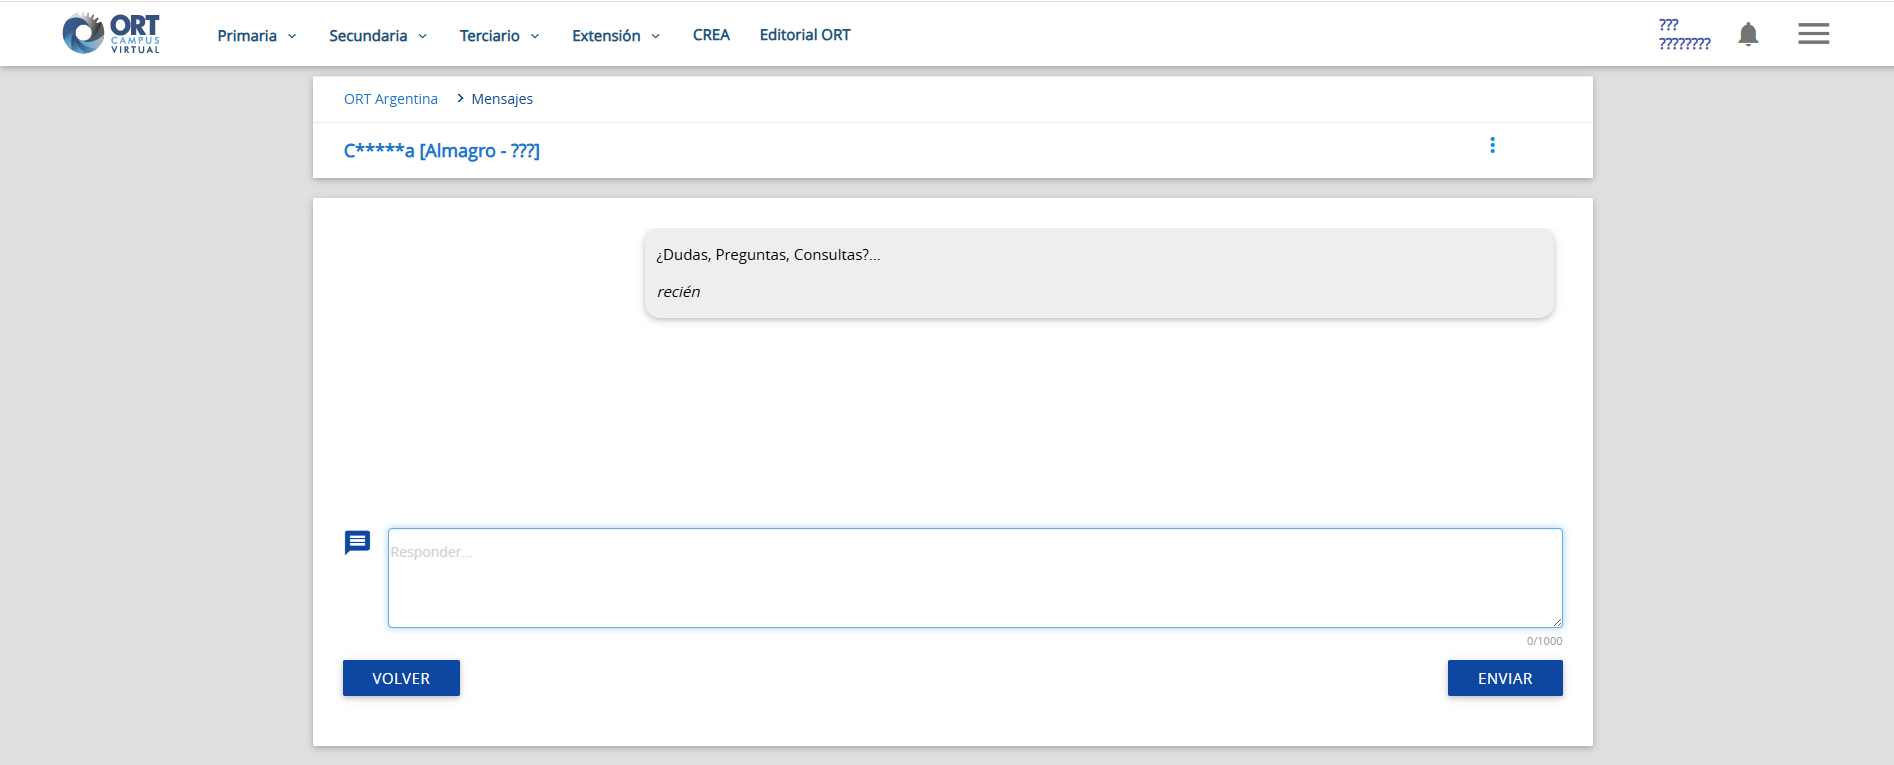 ORT
CAMPUS
VIRTUAL
Primaria
Secundaria
Terciario
Extensión
CREA
Editorial ORT
???
????????
ORT Argentina > Mensajes
C*****a [Almagro - ???]
¿Dudas, Preguntas, Consultas?...
recién
Responder...
0/1000
VOLVER
ENVIAR